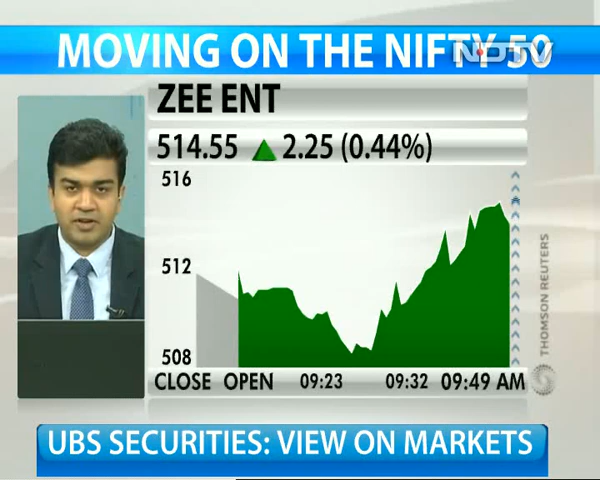 MOVING ON THE NIFTY 50
NDTV
ZEE ENT
514.55 ▲ 2.25 (0.44%)
516
512
508
CLOSE OPEN 09:23 09:32 09:49 AM
THOMSON REUTERS
UBS SECURITIES: VIEW ON MARKETS